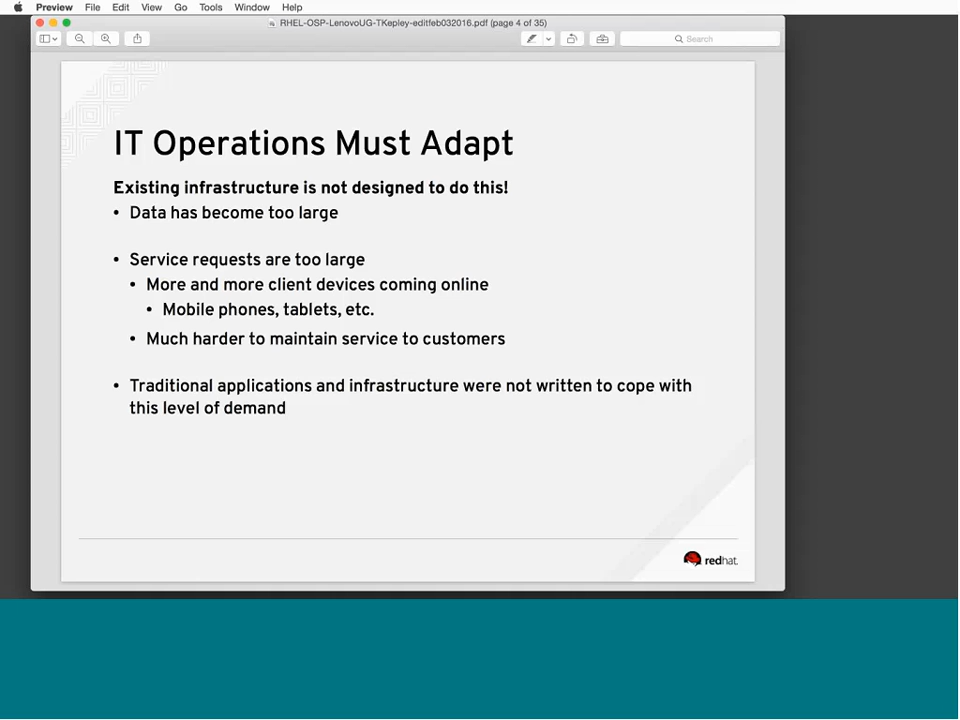 Preview File Edit View Go Tools Window Help
RHEL-OSP-LenovoUG-TKepley-editfeb032016.pdf (page 4 of 35)
Search
IT Operations Must Adapt
Existing infrastructure is not designed to do this!
• Data has become too large
• Service requests are too large
• More and more client devices coming online
• Mobile phones, tablets, etc.
• Much harder to maintain service to customers
• Traditional applications and infrastructure were not written to cope with
this level of demand
redhat.